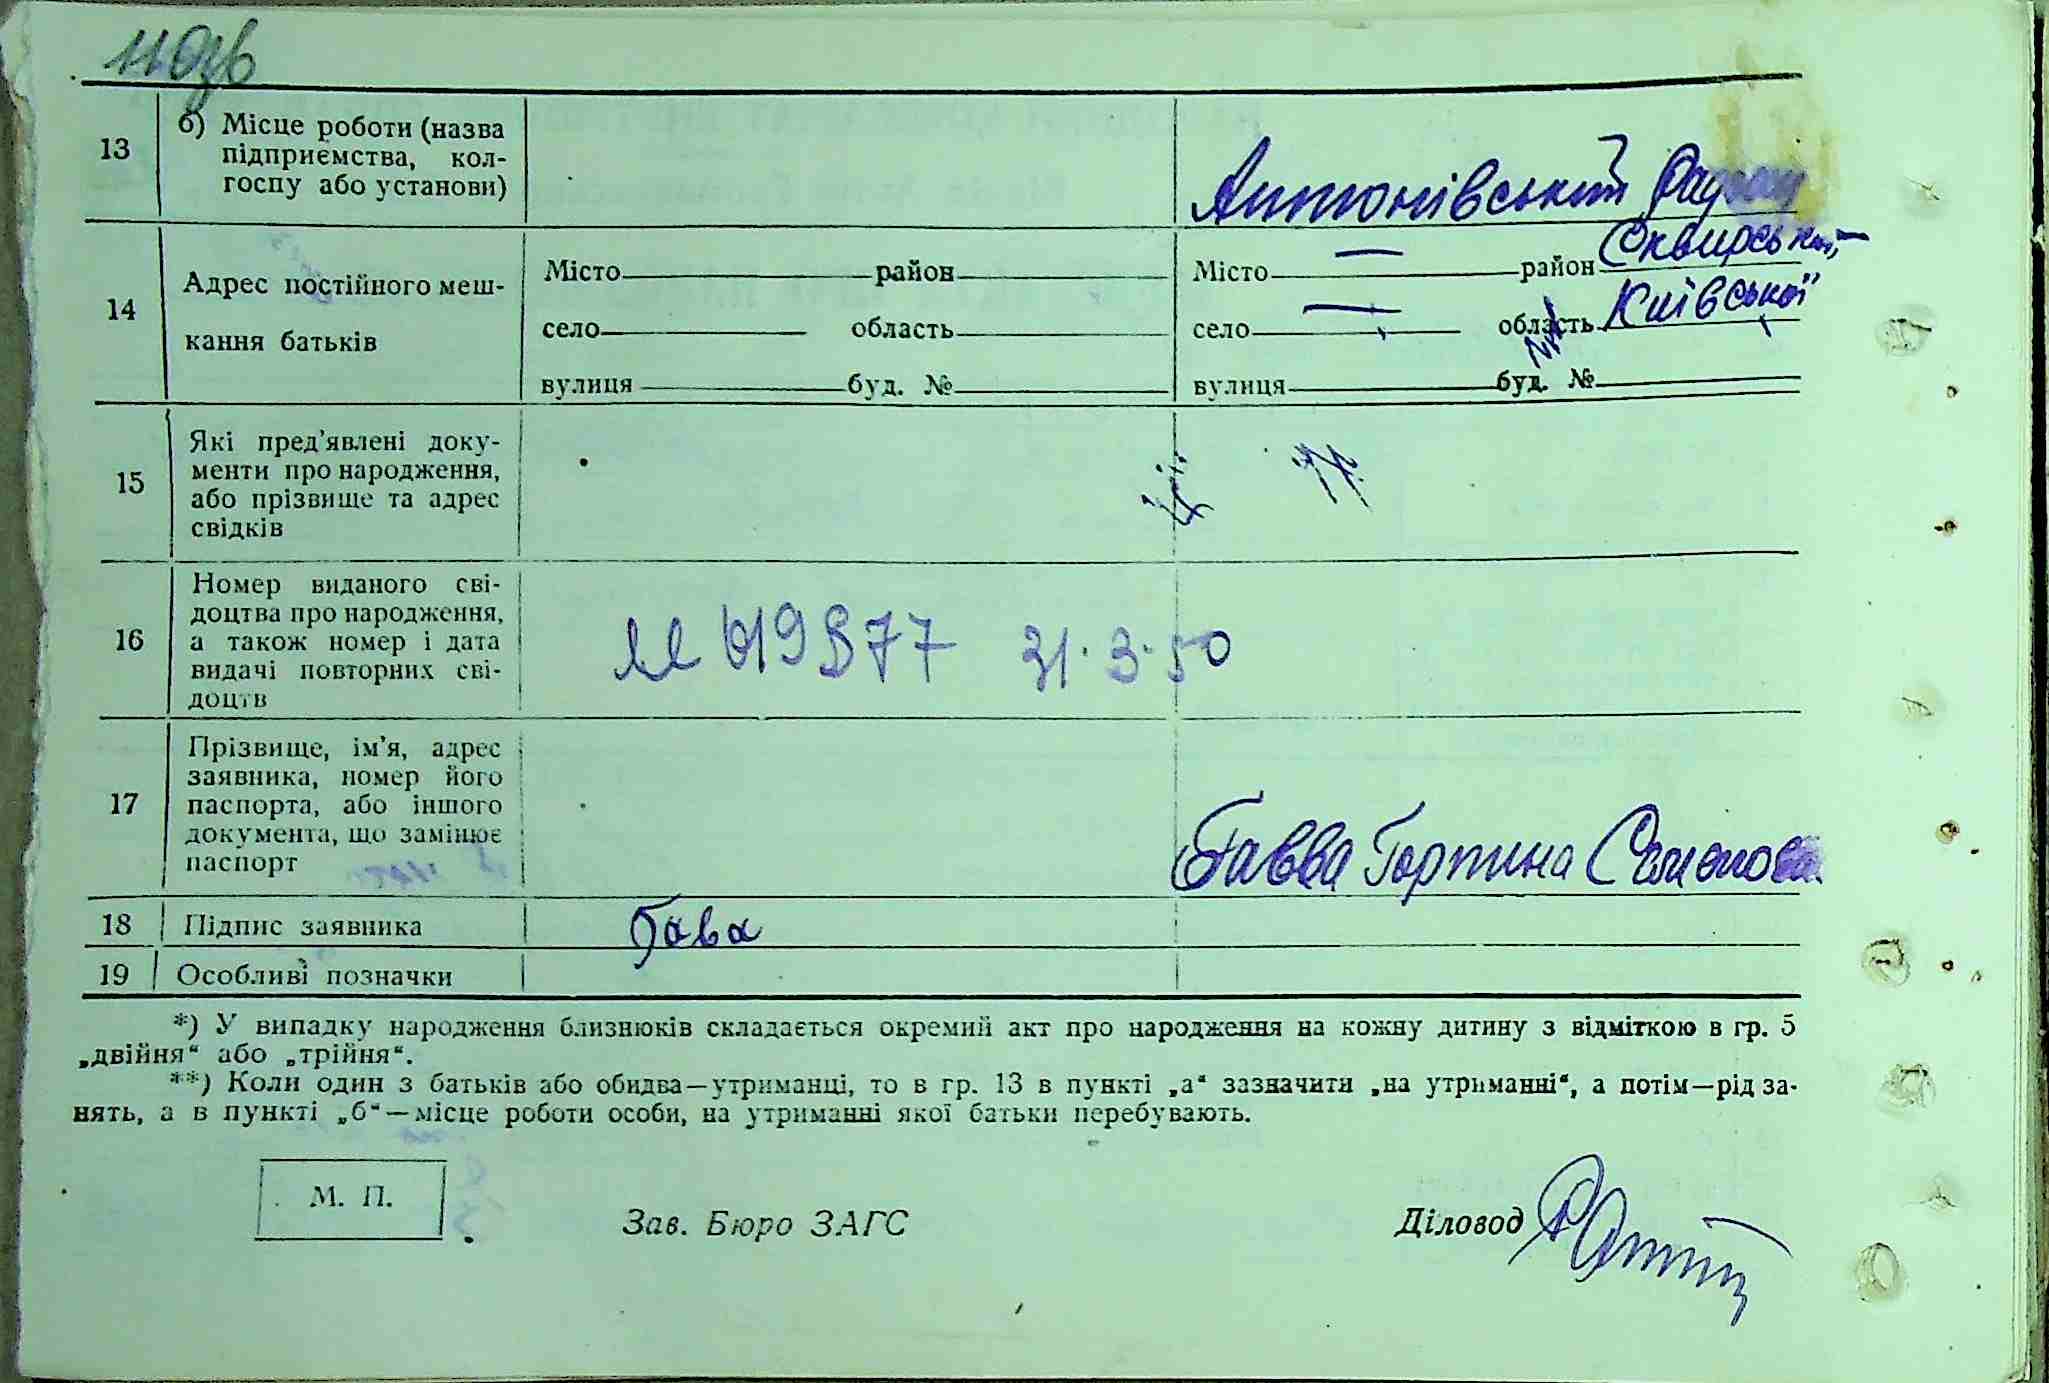 13
б) Місце роботи (назва
підприємства, кол-
госпу або установи)
Антонівський
14
Адрес постійного меш-
кання батьків
Місто район
село область
вулиця буд. №
Місто — район Сквирський
село — область Київської
вулиця буд. №
15
Які пред'явлені доку-
менти про народження,
або прізвище та адрес
свідків
16
Номер виданого сві-
доцтва про народження,
а також номер і дата
видачі повторних сві-
доцтв
31.3.50
17
Прізвище, ім'я, адрес
заявника, номер його
паспорта, або іншого
документа, що замінює
паспорт
Гавва Горпина Семенова
18
Підпис заявника
Гава
19
Особливі позначки
*) У випадку народження близнюків складається окремий акт про народження на кожну дитину з відміткою в гр. 5
„двійня“ або „трійня“.
**) Коли один з батьків або обидва—утриманці, то в гр. 13 в пункті „а“ зазначити „на утриманні“, а потім—рід за-
нять, а в пункті „б“—місце роботи особи, на утриманні якої батьки перебувають.
М. П.
Зав. Бюро ЗАГС
Діловод